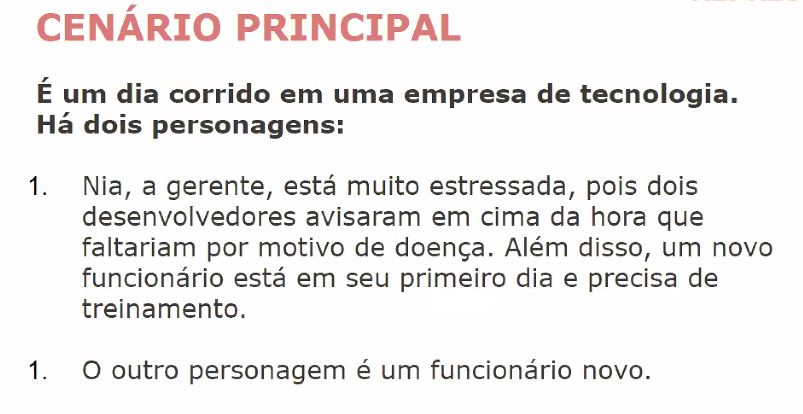 CENÁRIO PRINCIPAL
É um dia corrido em uma empresa de tecnologia.
Há dois personagens:
1. Nia, a gerente, está muito estressada, pois dois
desenvolvedores avisaram em cima da hora que
faltariam por motivo de doença. Além disso, um novo
funcionário está em seu primeiro dia e precisa de
treinamento.
1. O outro personagem é um funcionário novo.